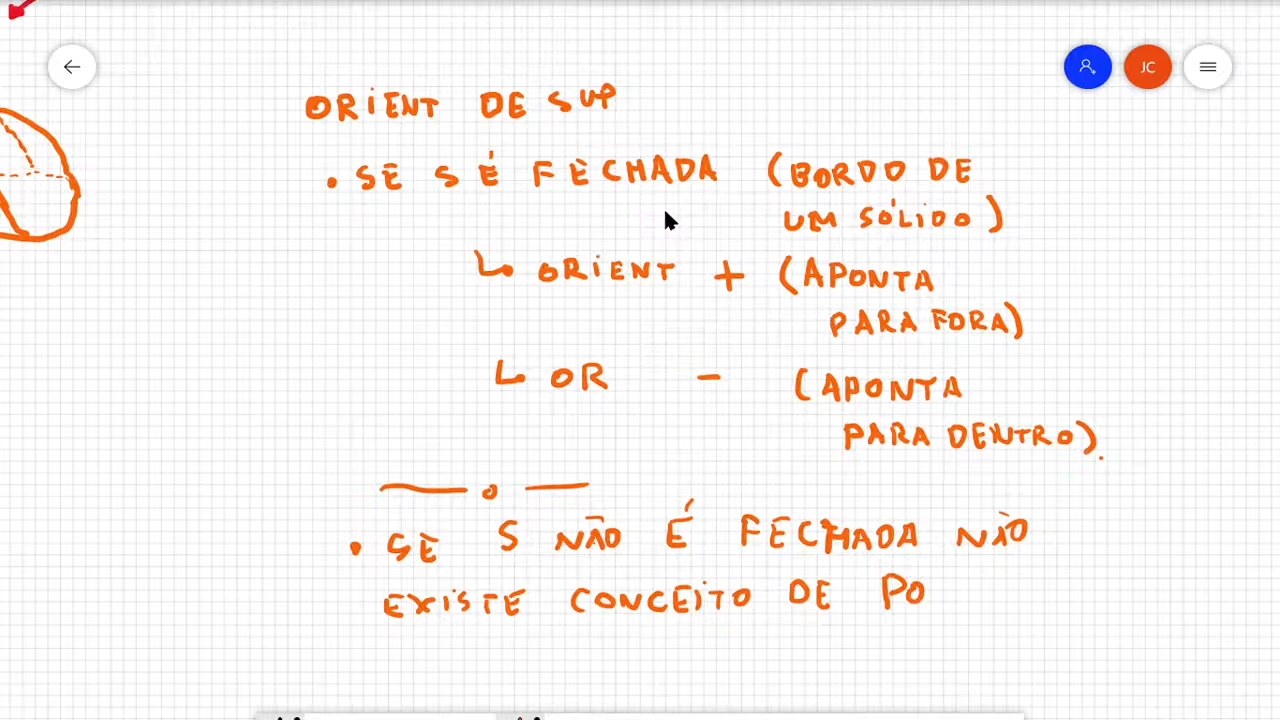 JC
ORIENT DE SUP
. SE S É FECHADA (BORDO DE
UM SÓLIDO)
↳ ORIENT + (APONTA
PARA FORA)
↳ OR - (APONTA
PARA DENTRO).
. SE S NÃO É FECHADA NÃO
EXISTE CONCEITO DE PO